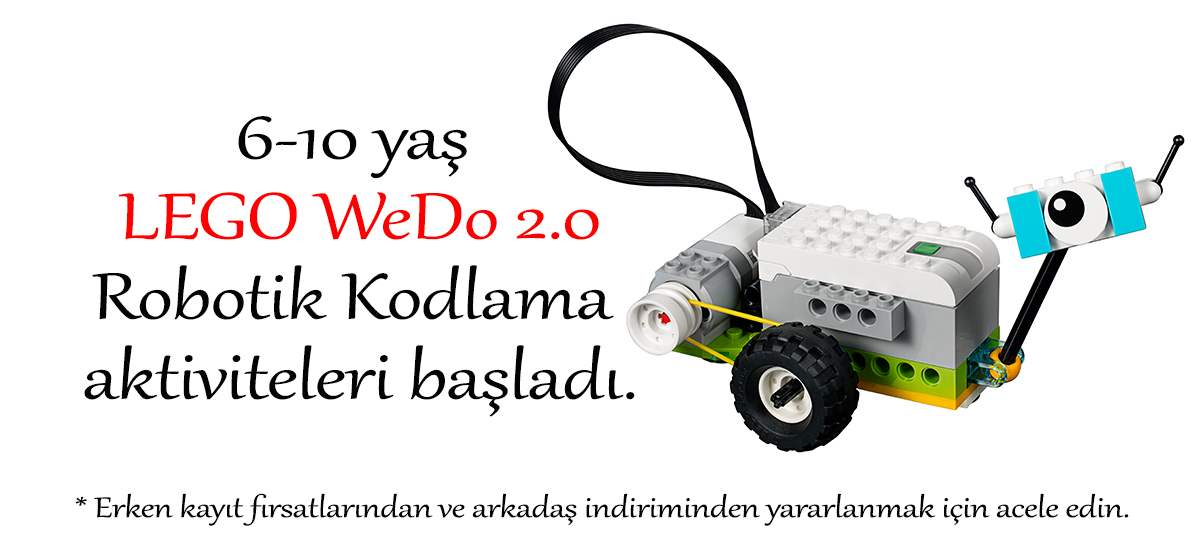 6-10 yaş
LEGO WeDo 2.0
Robotik Kodlama
aktiviteleri başladı.
* Erken kayıt fırsatlarından ve arkadaş indiriminden yararlanmak için acele edin.